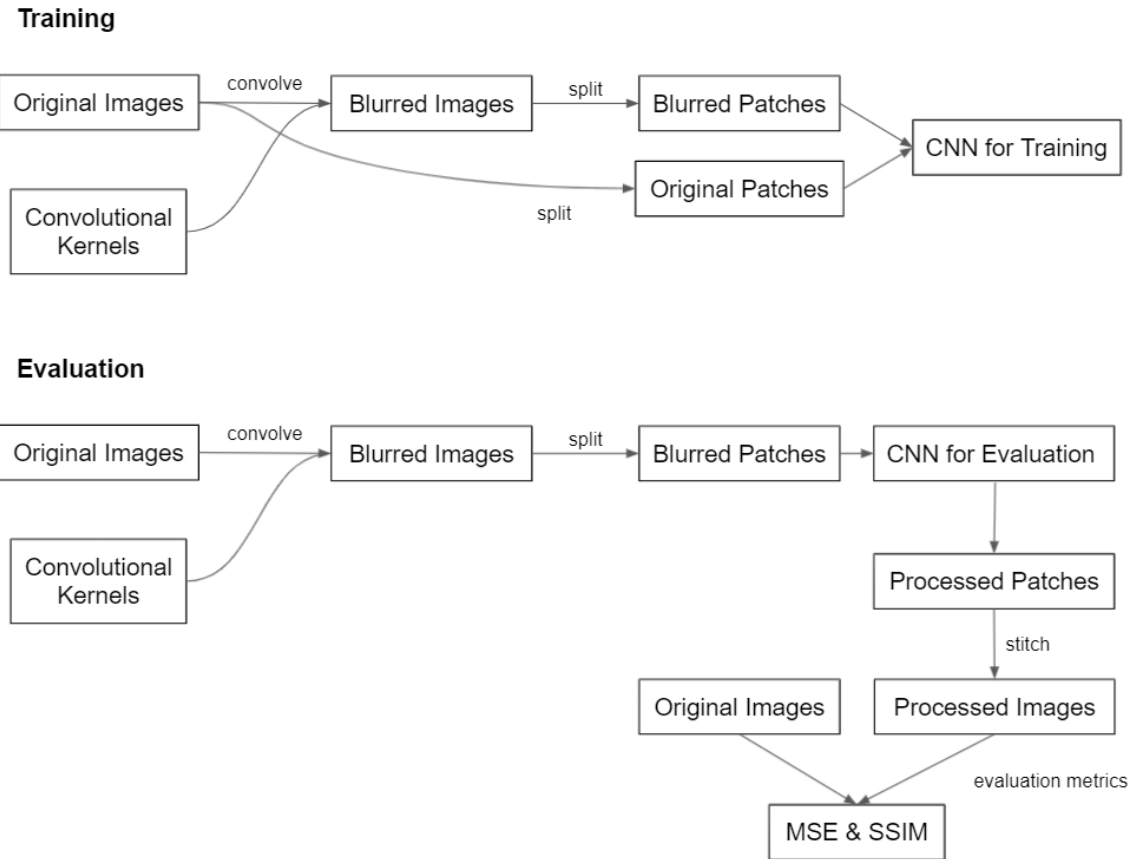 Training
Original Images
convolve
Blurred Images
split
Blurred Patches
CNN for Training
Original Patches
split
Convolutional
Kernels
Evaluation
Original Images
convolve
Blurred Images
split
Blurred Patches
CNN for Evaluation
Convolutional
Kernels
Processed Patches
stitch
Original Images
Processed Images
evaluation metrics
MSE & SSIM